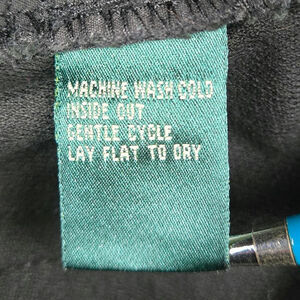 MACHINE WASH COLD
INSIDE OUT
GENTLE CYCLE
LAY FLAT TO DRY